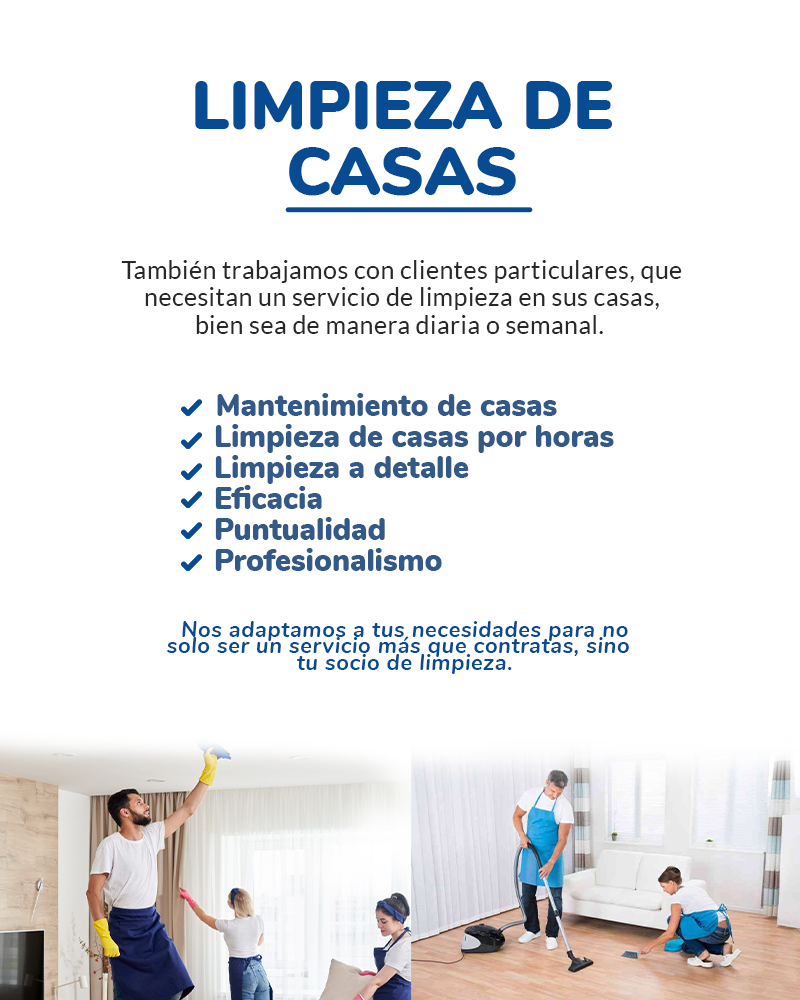 LIMPIEZA DE
CASAS
También trabajamos con clientes particulares, que
necesitan un servicio de limpieza en sus casas,
bien sea de manera diaria o semanal.
Mantenimiento de casas
Limpieza de casas por horas
Limpieza a detalle
Eficacia
Puntualidad
Profesionalismo
Nos adaptamos a tus necesidades para no
solo ser un servicio más que contratas, sino
tu socio de limpieza.